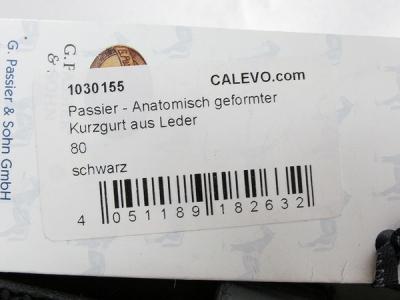 G. Passier & Sohn GmbH
G. P
1030155 CALEVO.com
Passier - Anatomisch geformter
Kurzgurt aus Leder
80
schwarz
4 051189 182632